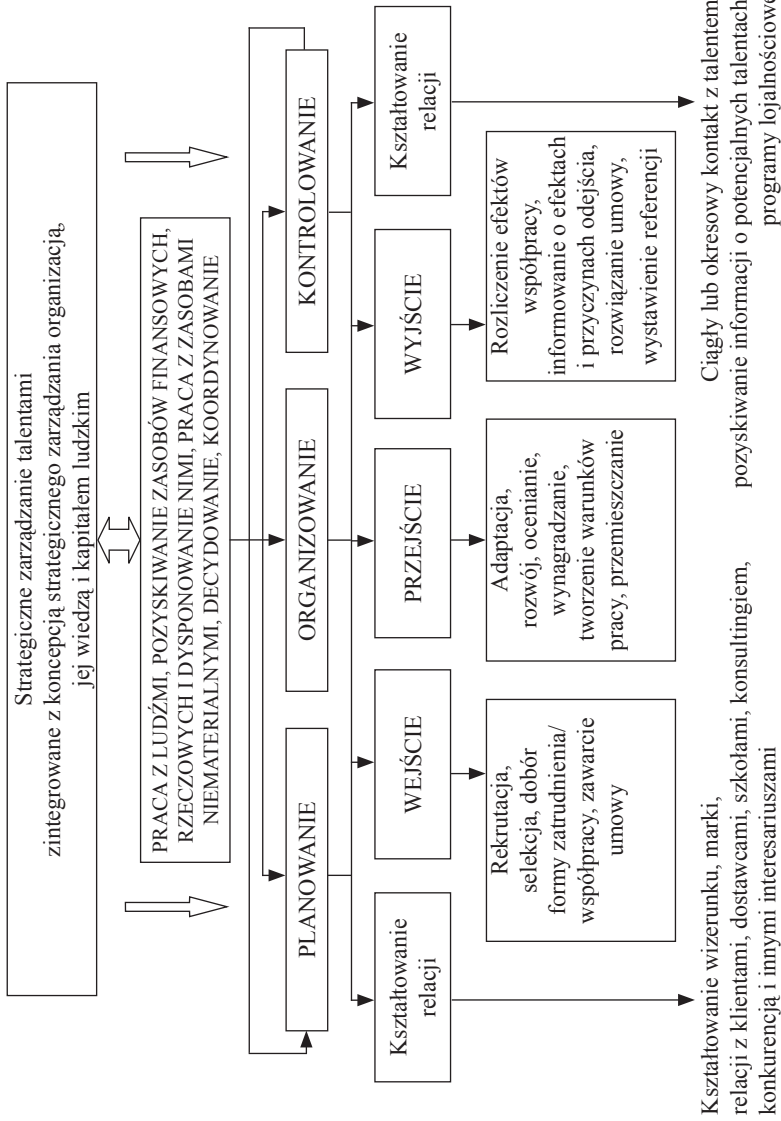 Strategiczne zarządzanie talentami
zintegrowane z koncepcją strategicznego zarządzania organizacją,
jej wiedzą i kapitałem ludzkim
PRACA Z LUDŹMI, POZYSKIWANIE ZASOBÓW FINANSOWYCH,
RZECZOWYCH I DYSPONOWANIE NIMI, PRACA Z ZASOBAMI
NIEMATERIALNYMI, DECYDOWANIE, KOORDYNOWANIE
PLANOWANIE
ORGANIZOWANIE
KONTROLOWANIE
Kształtowanie
relacji
WEJŚCIE
PRZEJŚCIE
WYJŚCIE
Kształtowanie
relacji
Rekrutacja,
selekcja, dobór
formy zatrudnienia/
współpracy, zawarcie
umowy
Adaptacja,
rozwój, ocenianie,
wynagradzanie,
tworzenie warunków
pracy, przemieszczanie
Rozliczenie efektów
współpracy,
informowanie o efektach
i przyczynach odejścia,
rozwiązanie umowy,
wystawienie referencji
Kształtowanie wizerunku, marki,
relacji z klientami, dostawcami, szkołami, konsultingiem,
konkurencją i innymi interesariuszami
Ciągły lub okresowy kontakt z talentem
pozyskiwanie informacji o potencjalnych talentach
programy lojalnościowe